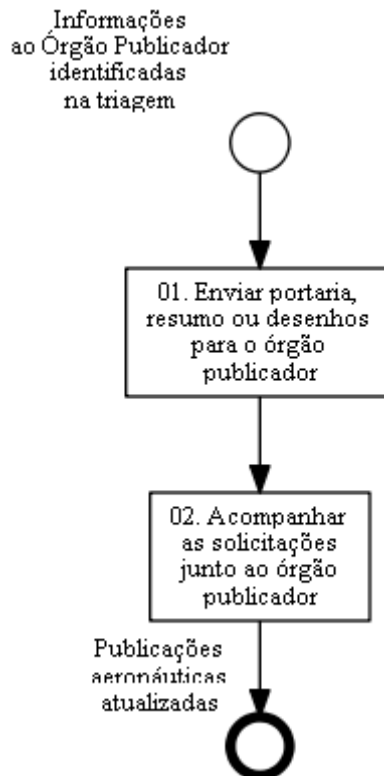 Informações
ao Órgão Publicador
identificadas
na triagem
01. Enviar portaria,
resumo ou desenhos
para o órgão
publicador
02. Acompanhar
as solicitações
junto ao órgão
publicador
Publicações
aeronáuticas
atualizadas